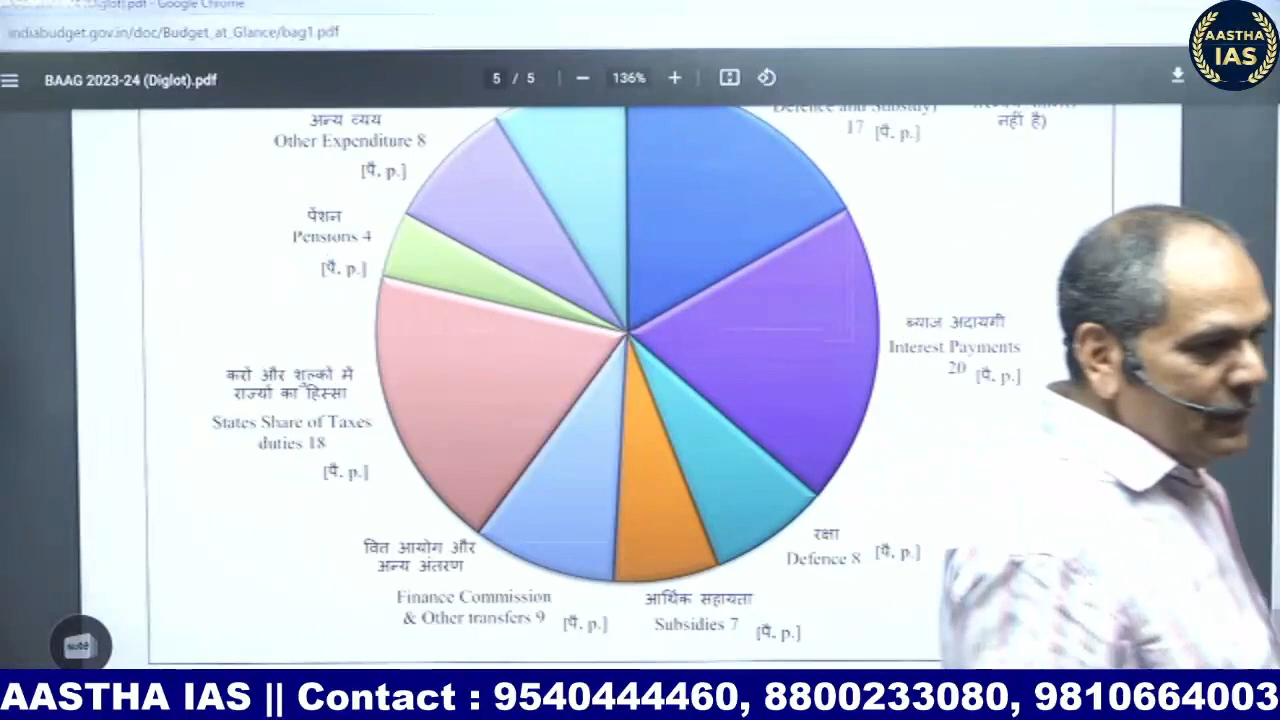 indiabudget.gov.in/doc/Budget_at_Glance/bag1.pdf
AASTHA
IAS
BAAG 2023-24 (Diglot).pdf
5 / 5
136%
Defence and Subsidy)
17 [पै. p.]
नहीं है)
अन्य व्यय
Other Expenditure 8
[पै. p.]
पेंशन
Pensions 4
[पै. p.]
ब्याज अदायगी
Interest Payments
20 [पै. p.]
करों और शुल्कों में
राज्यों का हिस्सा
States Share of Taxes
duties 18
[पै. p.]
रक्षा
Defence 8 [पै. p.]
वित आयोग और
अन्य अंतरण
Finance Commission
& Other transfers 9 [पै. p.]
आर्थिक सहायता
Subsidies 7 [पै. p.]
AASTHA IAS || Contact : 9540444460, 8800233080, 9810664003